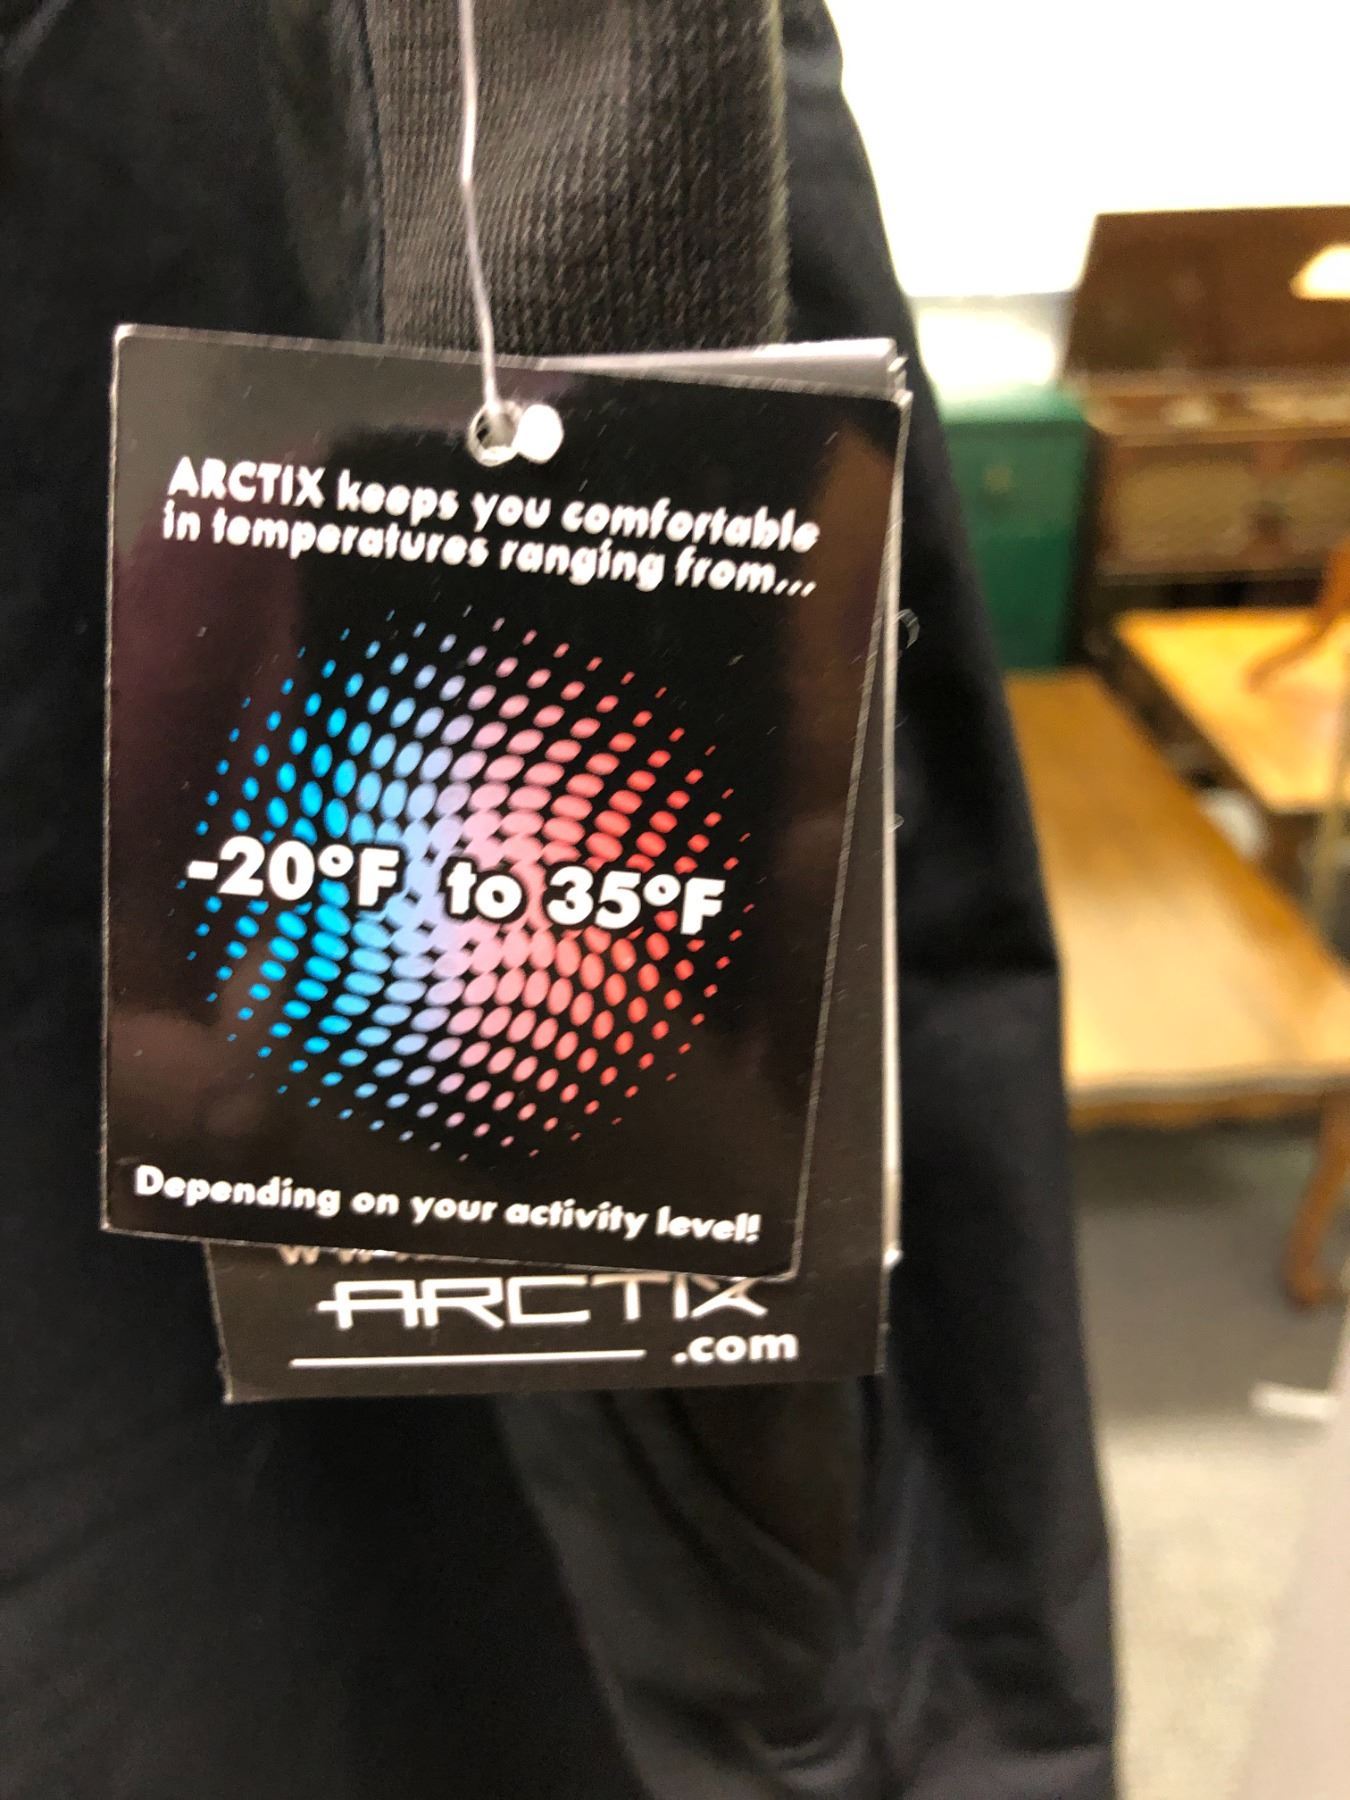 ARCTIX keeps you comfortable
in temperatures ranging from...
-20°F to 35°F
Depending on your activity level!
ARCTIX
.com